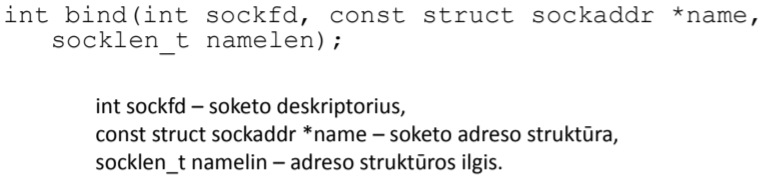 int bind(int sockfd, const struct sockaddr *name,
socklen_t namelen);
int sockfd – soketo deskriptorius,
const struct sockaddr *name – soketo adreso struktūra,
socklen_t namelin – adreso struktūros ilgis.